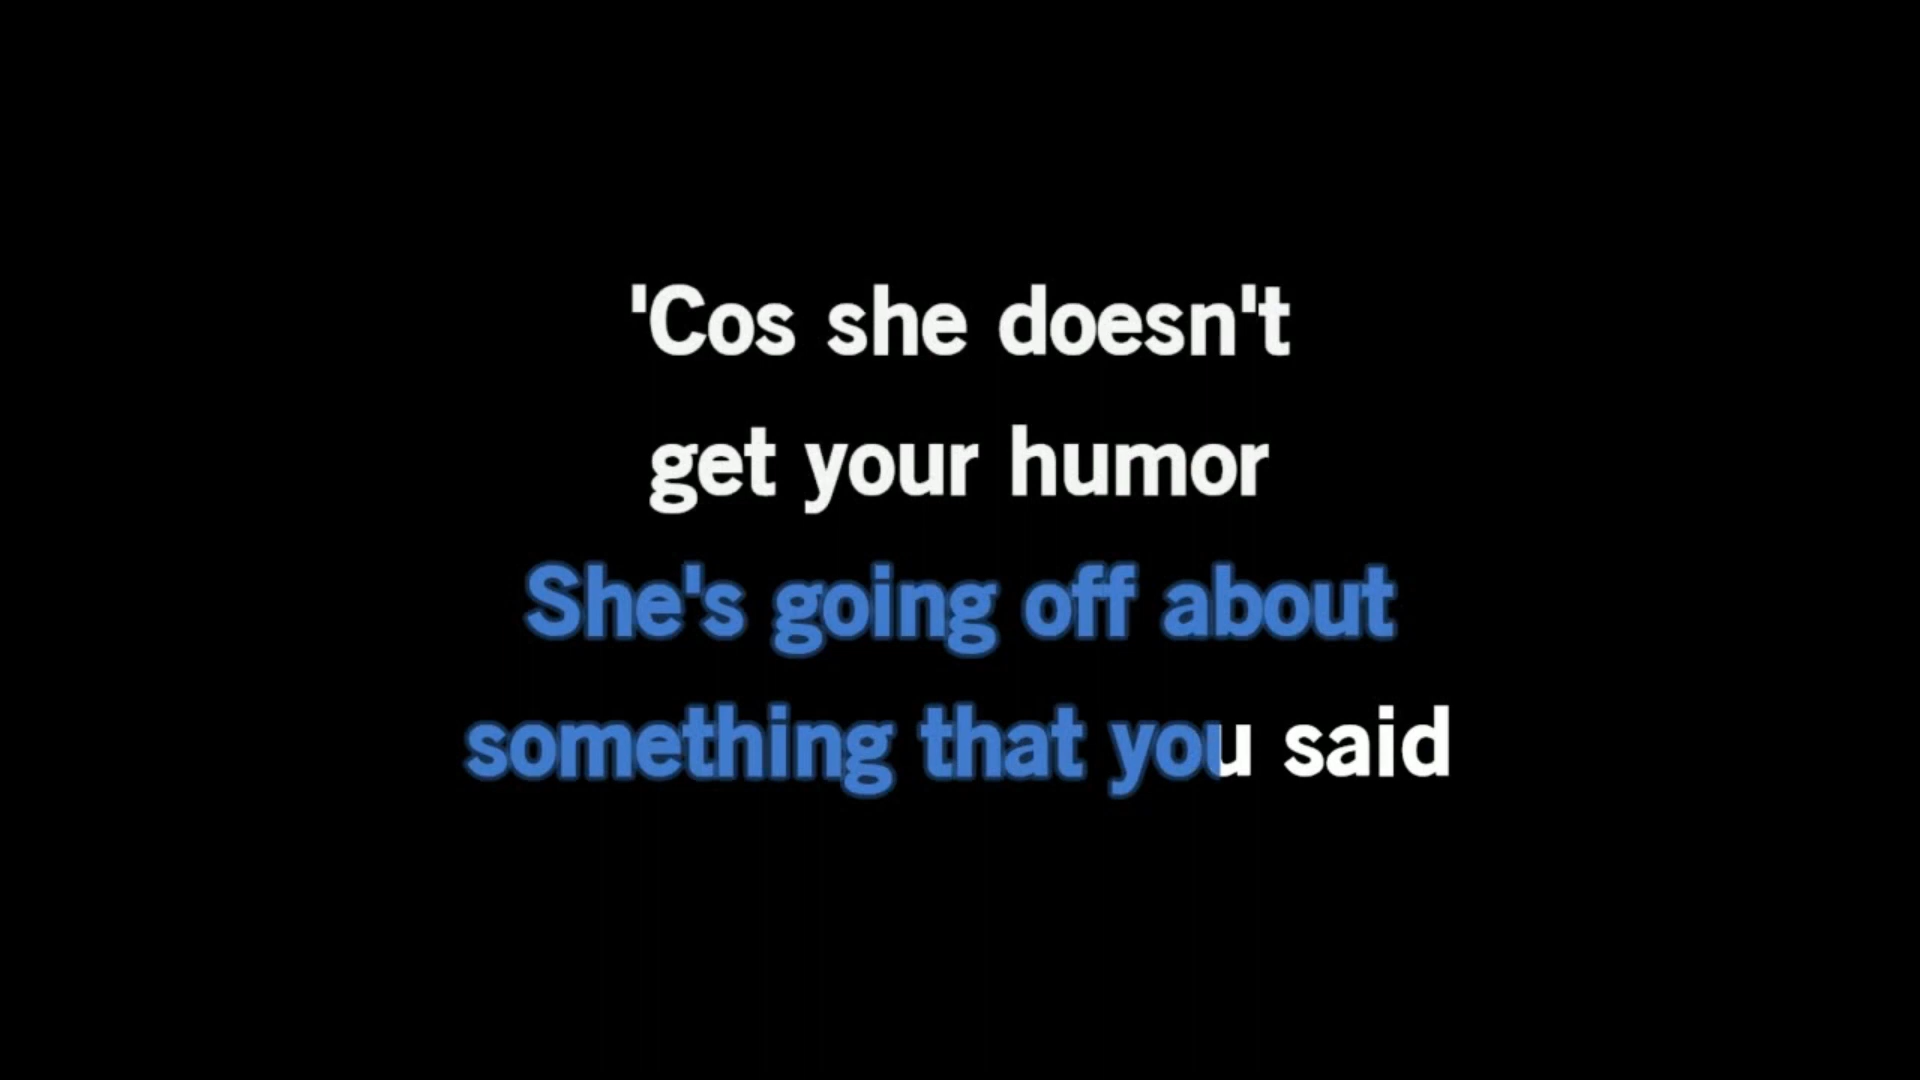 'Cos she doesn't
get your humor
She's going off about
something that you said